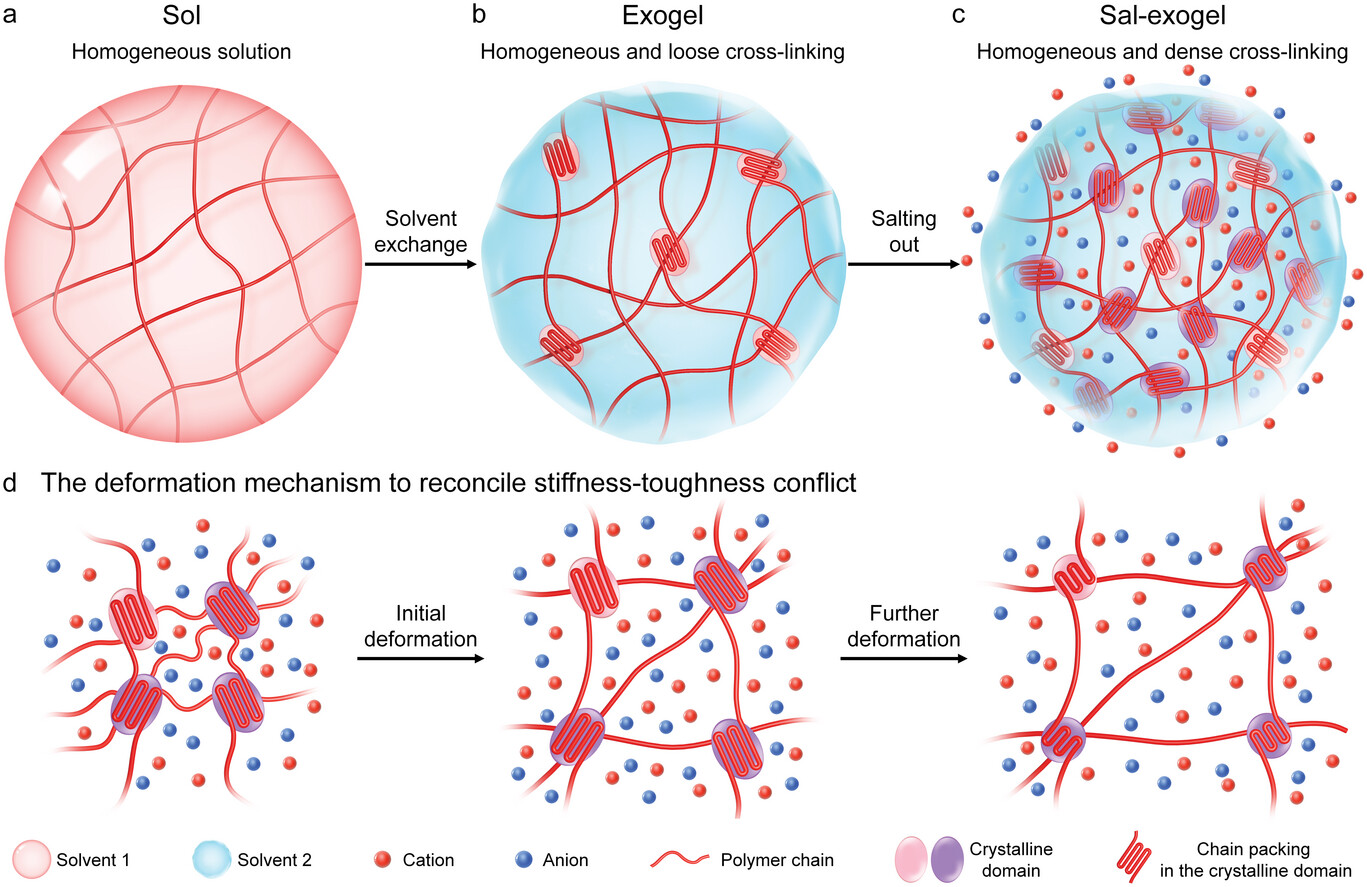 a
Sol
Homogeneous solution
b
Exogel
Homogeneous and loose cross-linking
c
Sal-exogel
Homogeneous and dense cross-linking
Solvent
exchange
Salting
out
d The deformation mechanism to reconcile stiffness-toughness conflict
Initial
deformation
Further
deformation
Solvent 1
Solvent 2
Cation
Anion
Polymer chain
Crystalline
domain
Chain packing
in the crystalline domain